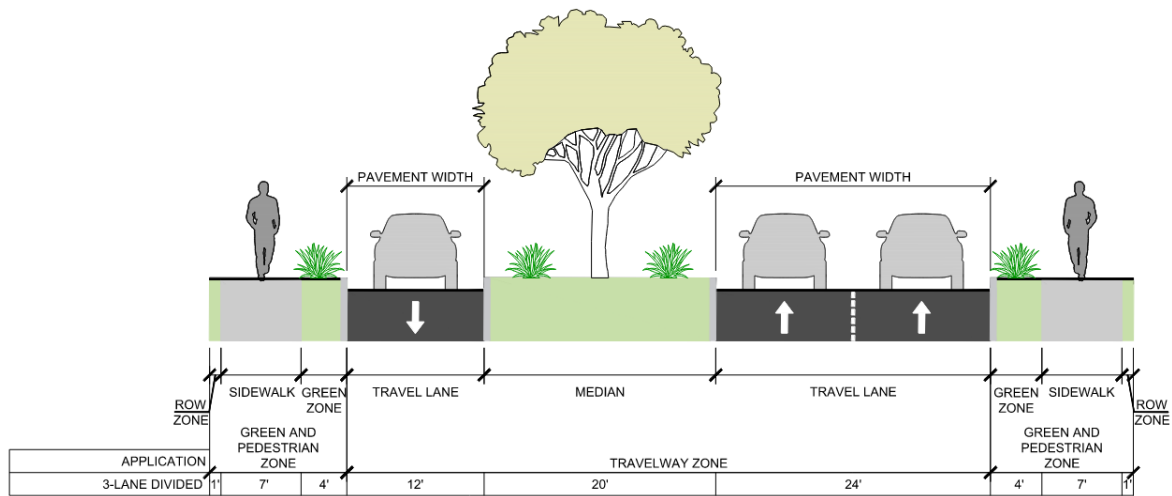 PAVEMENT WIDTH
PAVEMENT WIDTH
SIDEWALK
GREEN
ZONE
TRAVEL LANE
MEDIAN
TRAVEL LANE
GREEN
ZONE
SIDEWALK
ROW
ZONE
ROW
ZONE
GREEN AND
PEDESTRIAN
ZONE
TRAVELWAY ZONE
GREEN AND
PEDESTRIAN
ZONE
APPLICATION
3-LANE DIVIDED 1' 7' 4' 12' 20' 24' 4' 7' 1'